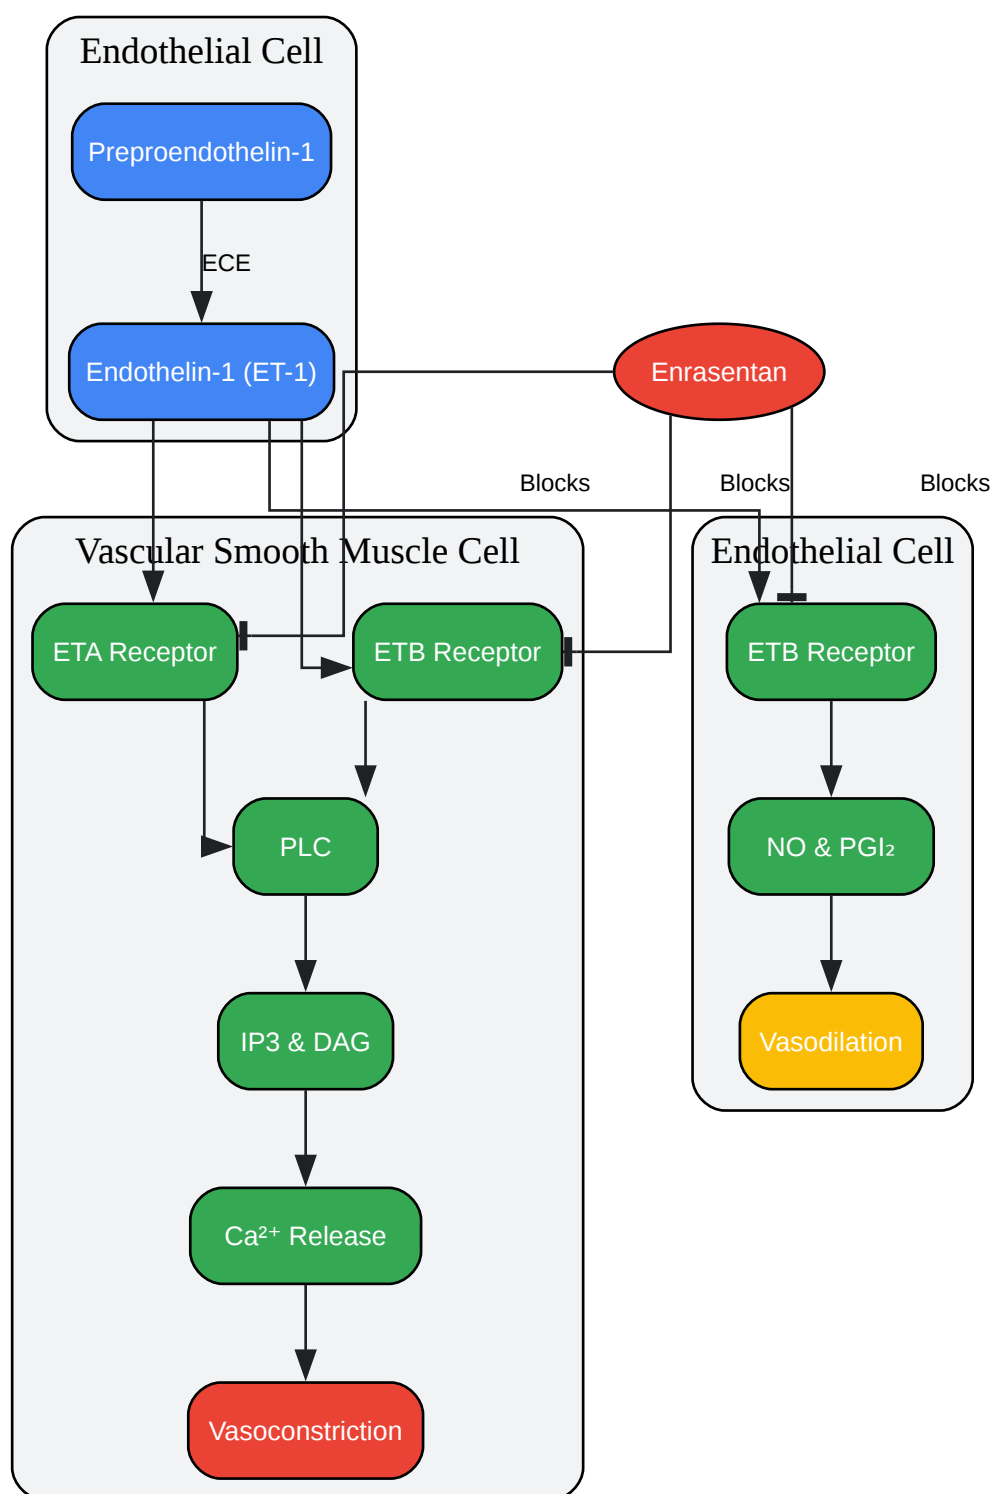 Endothelial Cell
Preproendothelin-1
ECE
Endothelin-1 (ET-1)
Enrasentan
Blocks
Blocks
Blocks
Vascular Smooth Muscle Cell
Endothelial Cell
ETA Receptor
ETB Receptor
ETB Receptor
PLC
NO & PGI₂
IP3 & DAG
Vasodilation
Ca²⁺ Release
Vasoconstriction